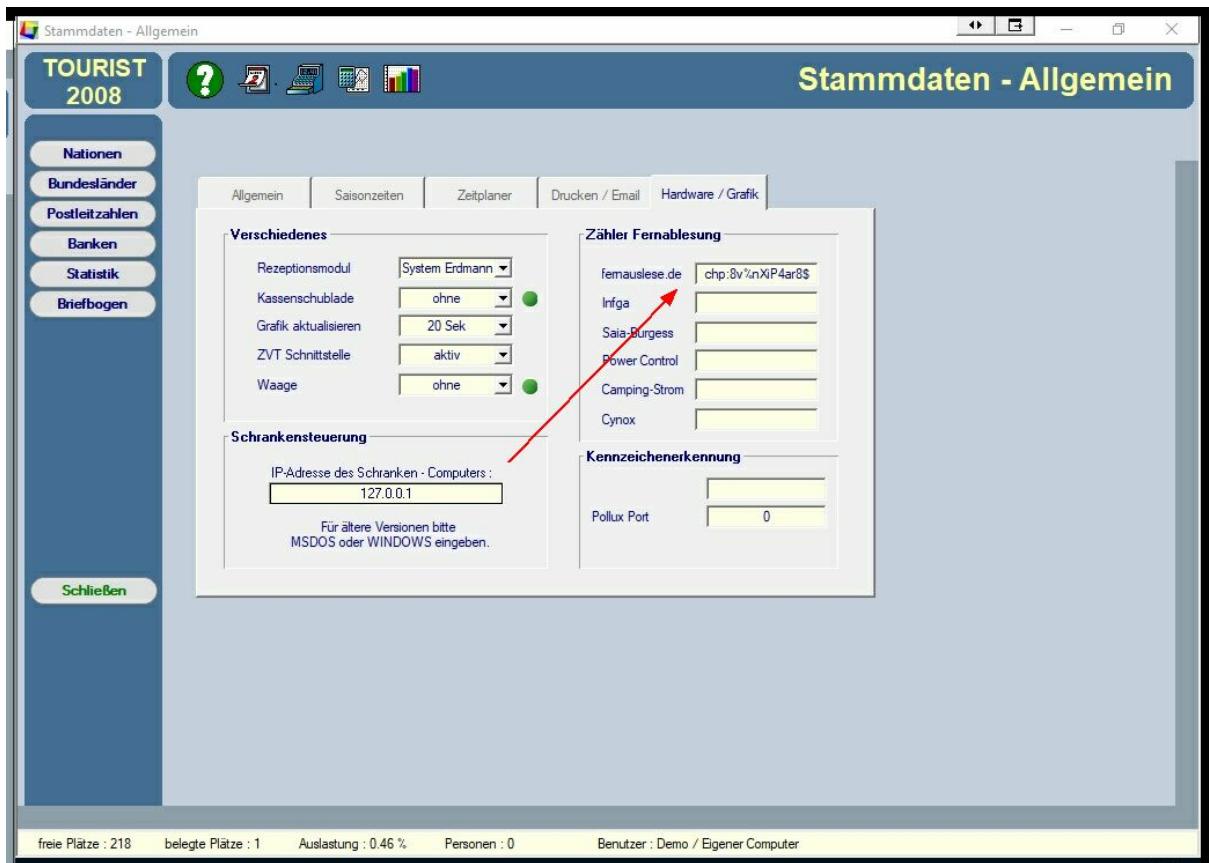 Stammdaten - Allgemein
TOURIST
2008
Stammdaten - Allgemein
Nationen
Bundesländer
Postleitzahlen
Banken
Statistik
Briefbogen
Schließen
Allgemein
Saisonzeiten
Zeitplaner
Drucken / Email
Hardware / Grafik
Verschiedenes
Rezeptionsmodul System Erdmann
Kassenschublade ohne
Grafik aktualisieren 20 Sek
ZVT Schnittstelle aktiv
Waage ohne
Schrankensteuerung
IP-Adresse des Schranken - Computers :
127.0.0.1
Für ältere Versionen bitte
MSDOS oder WINDOWS eingeben.
Zähler Fernablesung
fernauslese.de chp:8v%nXiP4ar8$
Infga
Saia-Burgess
Power Control
Camping-Strom
Cynox
Kennzeichenerkennung
Pollux Port 0
freie Plätze : 218 belegte Plätze : 1 Auslastung : 0.46 % Personen : 0 Benutzer : Demo / Eigener Computer